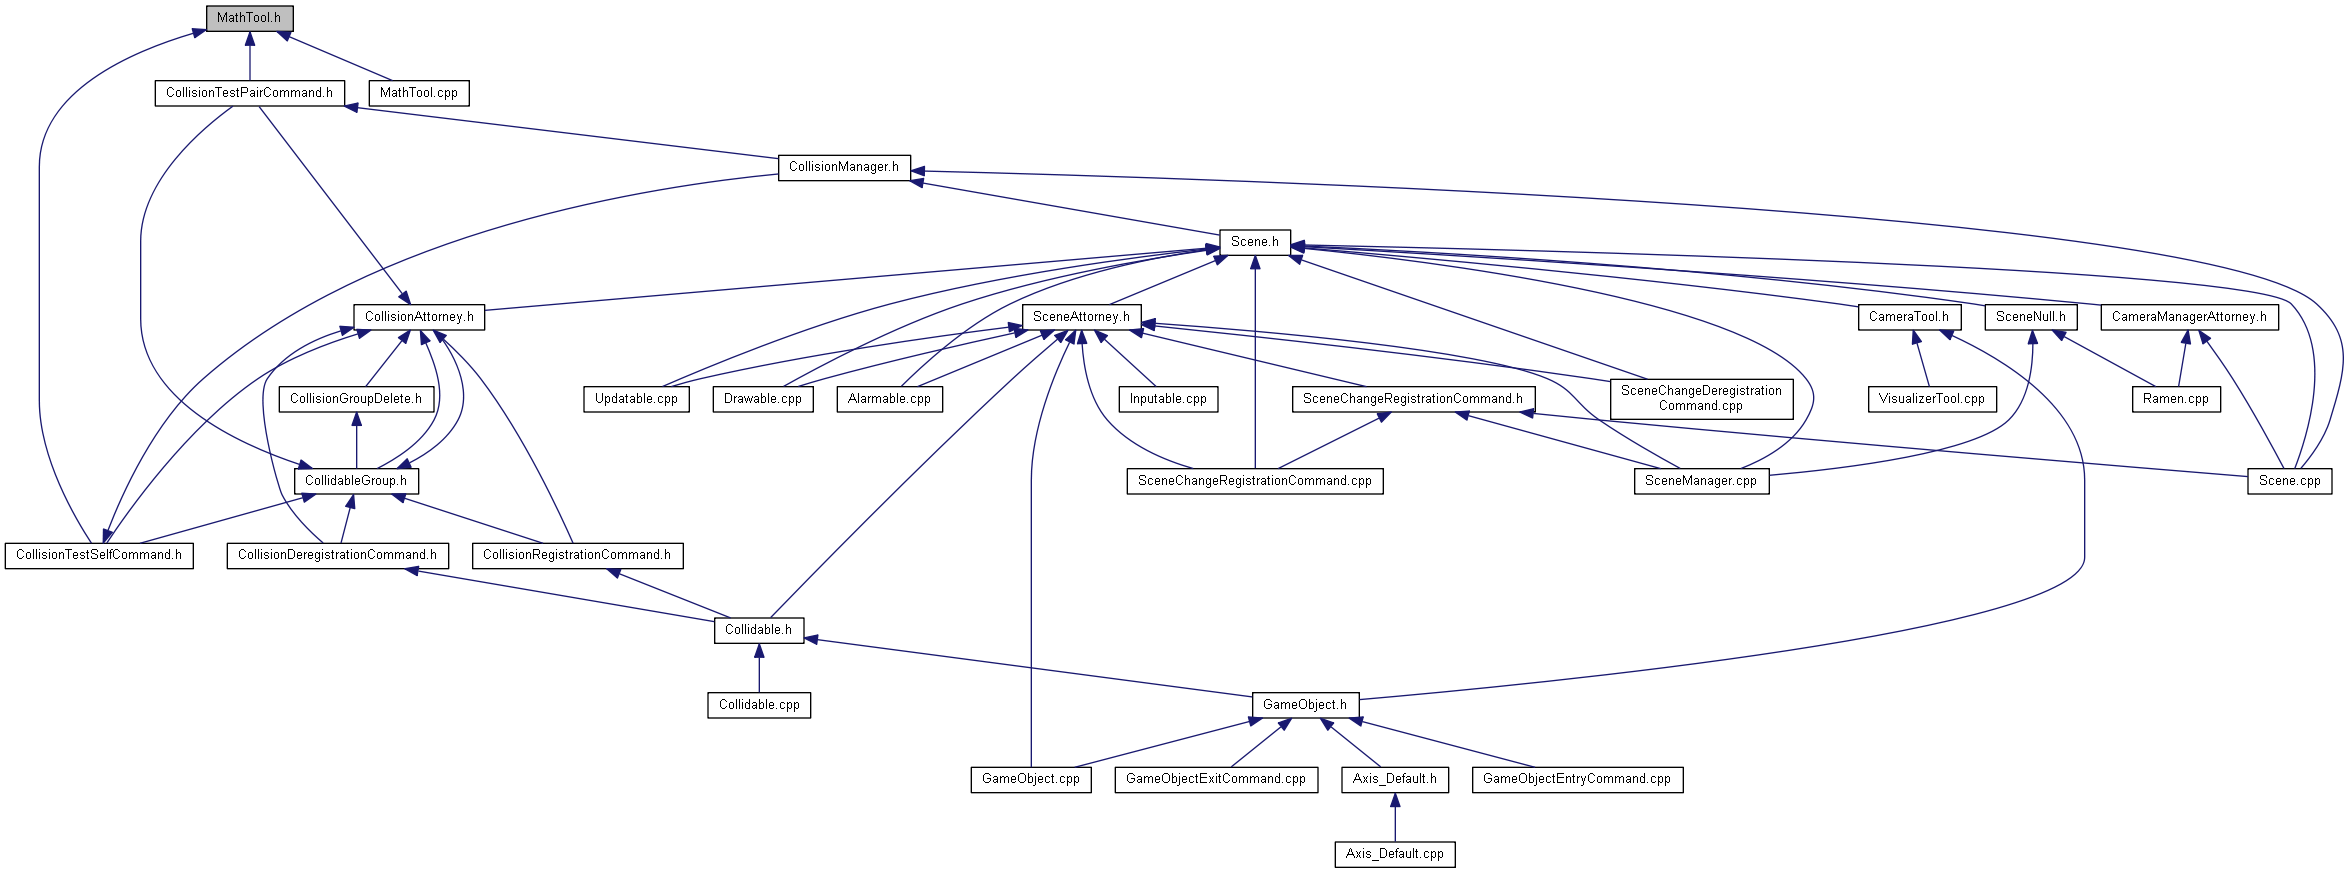 MathTool.h
CollisionTestPairCommand.h
MathTool.cpp
CollisionManager.h
Scene.h
CollisionAttorney.h
SceneAttorney.h
CameraTool.h
SceneNull.h
CameraManagerAttorney.h
CollisionGroupDelete.h
Updatable.cpp
Drawable.cpp
Alarmable.cpp
Inputable.cpp
SceneChangeRegistrationCommand.h
SceneChangeDeregistration
Command.cpp
VisualizerTool.cpp
Ramen.cpp
CollidableGroup.h
SceneChangeRegistrationCommand.cpp
SceneManager.cpp
Scene.cpp
CollisionTestSelfCommand.h
CollisionDeregistrationCommand.h
CollisionRegistrationCommand.h
Collidable.h
Collidable.cpp
GameObject.h
GameObject.cpp
GameObjectExitCommand.cpp
Axis_Default.h
GameObjectEntryCommand.cpp
Axis_Default.cpp